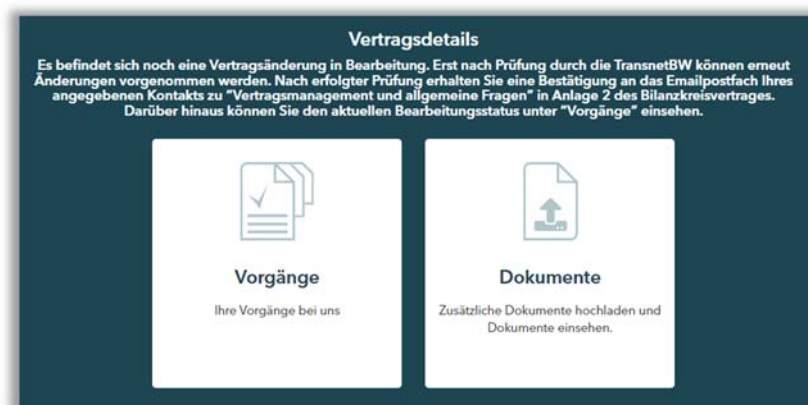 Vertragsdetails
Es befindet sich noch eine Vertragsänderung in Bearbeitung. Erst nach Prüfung durch die TransnetBW können erneut
Änderungen vorgenommen werden. Nach erfolgter Prüfung erhalten Sie eine Bestätigung an das Emailpostfach Ihres
angegebenen Kontakts zu "Vertragsmanagement und allgemeine Fragen" in Anlage 2 des Bilanzkreisvertrages.
Darüber hinaus können Sie den aktuellen Bearbeitungsstatus unter "Vorgänge" einsehen.
Vorgänge
Ihre Vorgänge bei uns
Dokumente
Zusätzliche Dokumente hochladen und
Dokumente einsehen.